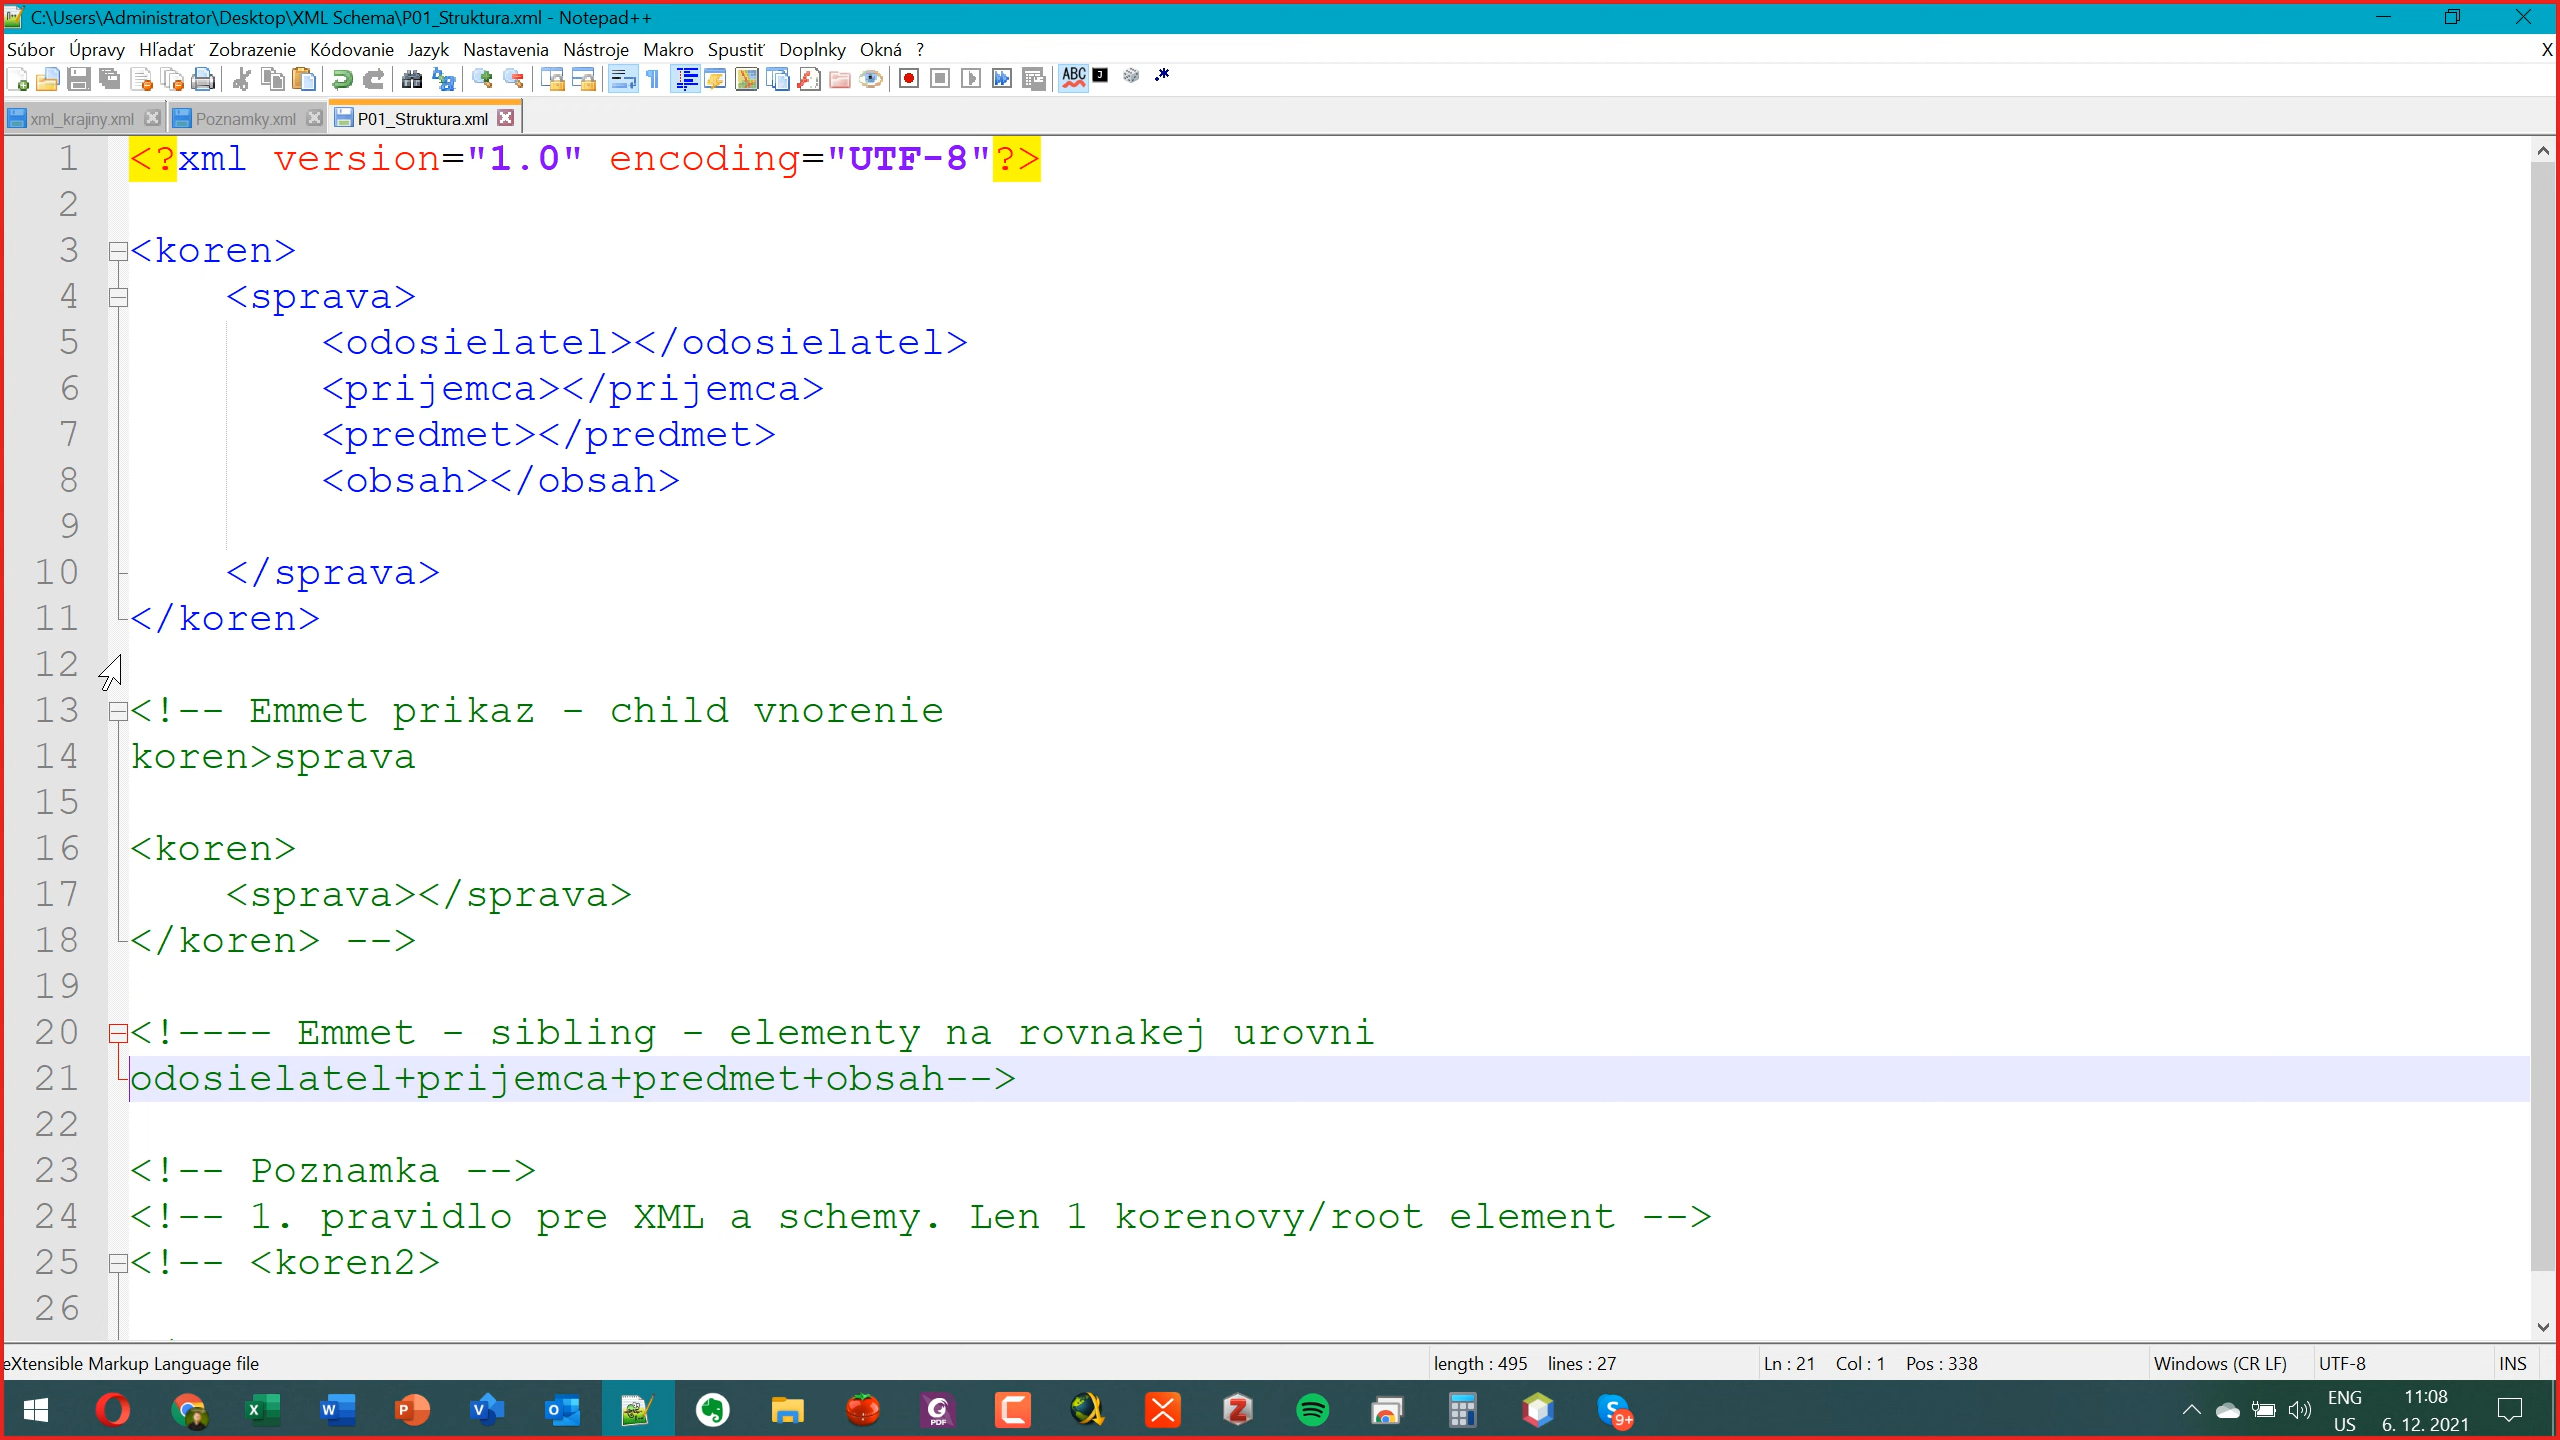 C:\Users\Administrator\Desktop\XML Schema\P01_Struktura.xml - Notepad++
Súbor Úpravy Hľadať Zobrazenie Kódovanie Jazyk Nastavenia Nástroje Makro Spustiť Doplnky Okná ? X
xml_krajiny.xml Poznamky.xml P01_Struktura.xml
1 <?xml version="1.0" encoding="UTF-8"?>
2
3 <koren>
4 <sprava>
5 <odosielatel></odosielatel>
6 <prijemca></prijemca>
7 <predmet></predmet>
8 <obsah></obsah>
9
10 </sprava>
11 </koren>
12
13 <!-- Emmet prikaz - child vnorenie
14 koren>sprava
15
16 <koren>
17 <sprava></sprava>
18 </koren> -->
19
20 <!---- Emmet - sibling - elementy na rovnakej urovni
21 odosielatel+prijemca+predmet+obsah-->
22
23 <!-- Poznamka -->
24 <!-- 1. pravidlo pre XML a schemy. Len 1 korenovy/root element -->
25 <!-- <koren2>
26
eXtensible Markup Language file length : 495 lines : 27 Ln : 21 Col : 1 Pos : 338 Windows (CR LF) UTF-8 INS
ENG 11:08
US 6. 12. 2021